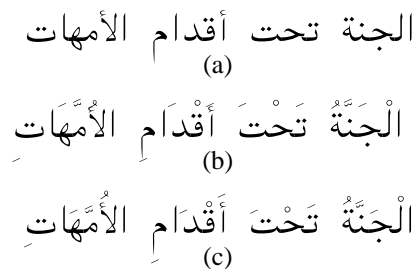 الجنة تحت أقدام الأمهات
(a)
الْجَنَّةُ تَحْتَ أَقْدَامِ الأُمَّهَاتِ
(b)
الْجَنَّةُ تَحْتَ أَقْدَامِ الأُمَّهَاتِ
(c)